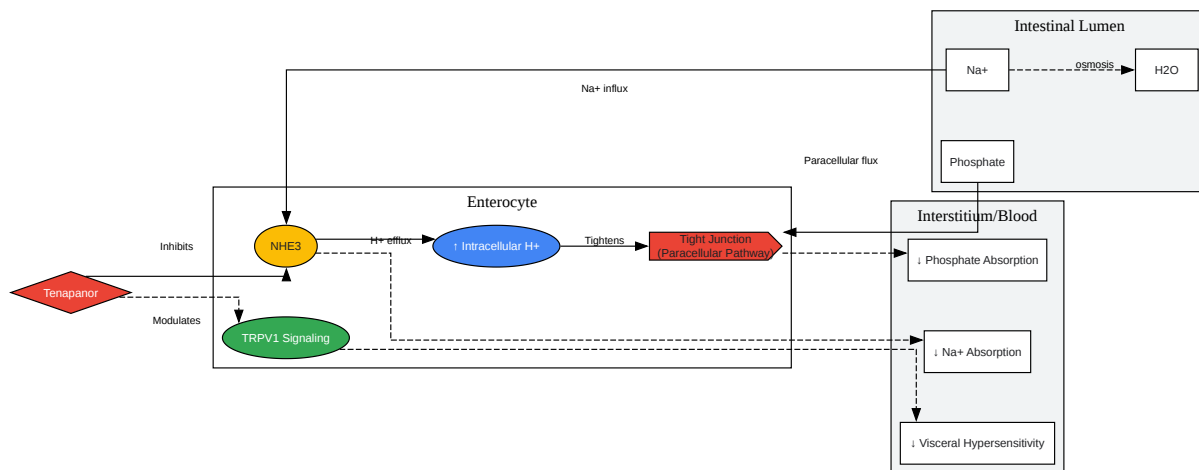 Intestinal Lumen
Na+
osmosis
H2O
Na+ influx
Paracellular flux
Phosphate
Enterocyte
Interstitium/Blood
Inhibits
NHE3
H+ efflux
↑ Intracellular H+
Tightens
Tight Junction
(Paracellular Pathway)
↓ Phosphate Absorption
Tenapanor
Modulates
TRPV1 Signaling
↓ Na+ Absorption
↓ Visceral Hypersensitivity